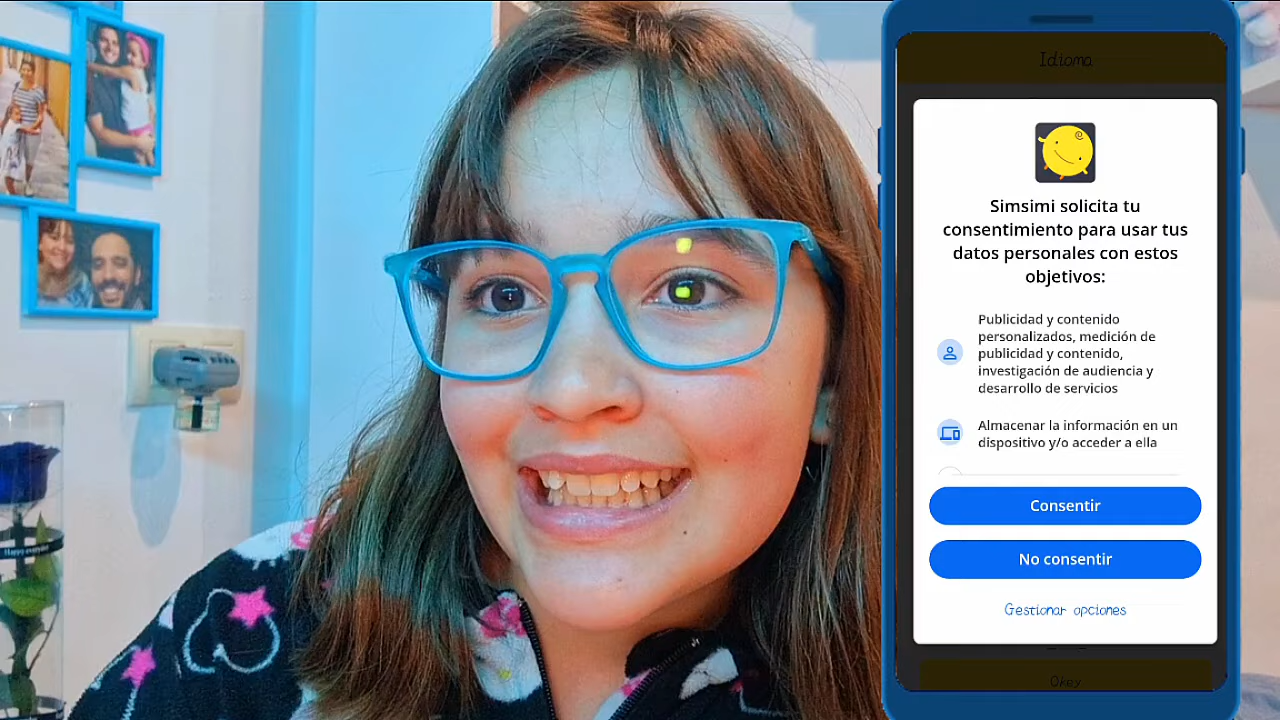 Idioma
Simsimi solicita tu
consentimiento para usar tus
datos personales con estos
objetivos:
Publicidad y contenido
personalizados, medición de
publicidad y contenido,
investigación de audiencia y
desarrollo de servicios
Almacenar la información en un
dispositivo y/o acceder a ella
Consentir
No consentir
Gestionar opciones
Okey